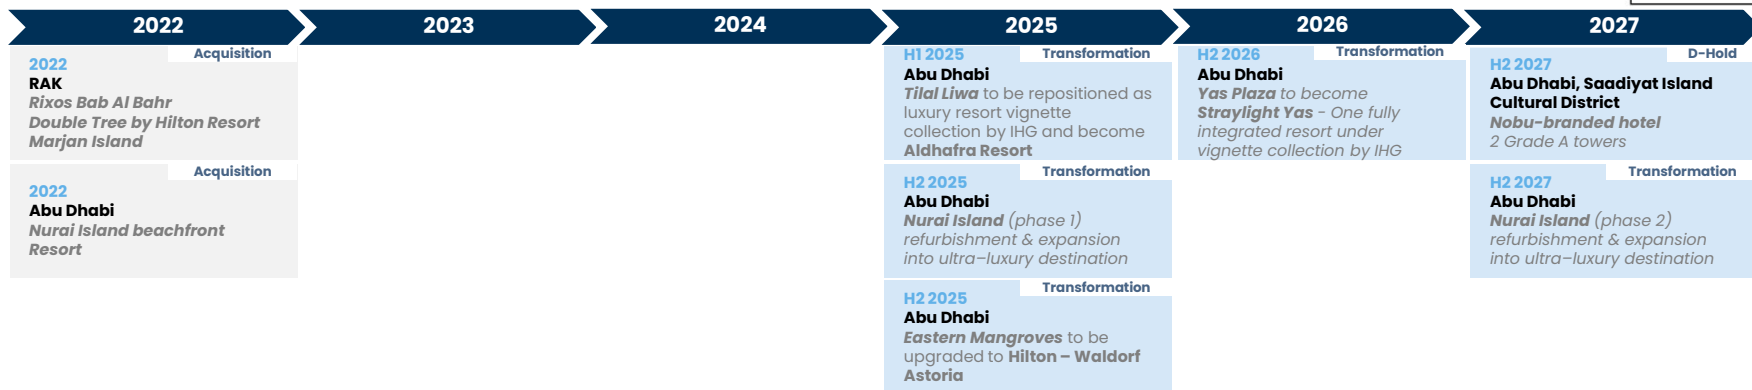 2022
2023
2024
2025
2026
2027
Acquisition
2022
RAK
Rixos Bab Al Bahr
Double Tree by Hilton Resort
Marjan Island
Acquisition
2022
Abu Dhabi
Nurai Island beachfront
Resort
Transformation
H1 2025
Abu Dhabi
Tilal Liwa to be repositioned as
luxury resort vignette
collection by IHG and become
Aldhafra Resort
Transformation
H2 2025
Abu Dhabi
Nurai Island (phase 1)
refurbishment & expansion
into ultra–luxury destination
Transformation
H2 2025
Abu Dhabi
Eastern Mangroves to be
upgraded to Hilton – Waldorf
Astoria
Transformation
H2 2026
Abu Dhabi
Yas Plaza to become
Straylight Yas - One fully
integrated resort under
vignette collection by IHG
D-Hold
H2 2027
Abu Dhabi, Saadiyat Island
Cultural District
Nobu-branded hotel
2 Grade A towers
Transformation
H2 2027
Abu Dhabi
Nurai Island (phase 2)
refurbishment & expansion
into ultra–luxury destination